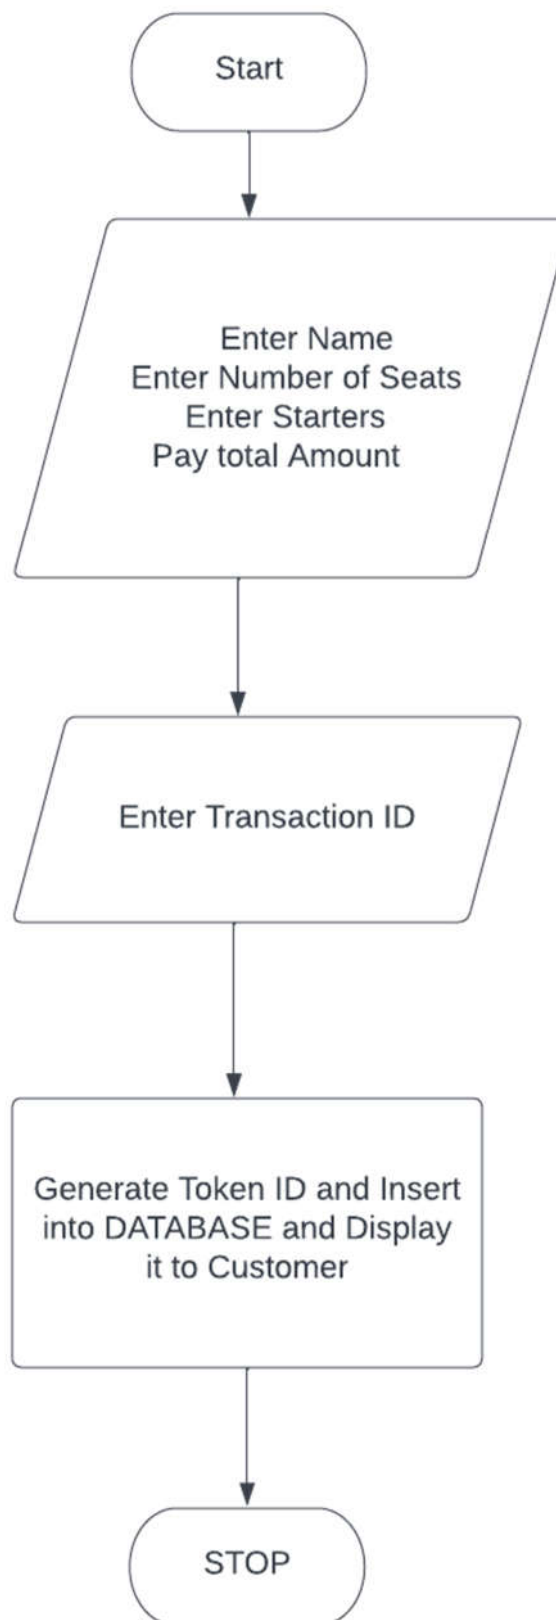 Start
Enter Name
Enter Number of Seats
Enter Starters
Pay total Amount
Enter Transaction ID
Generate Token ID and Insert
into DATABASE and Display
it to Customer
STOP